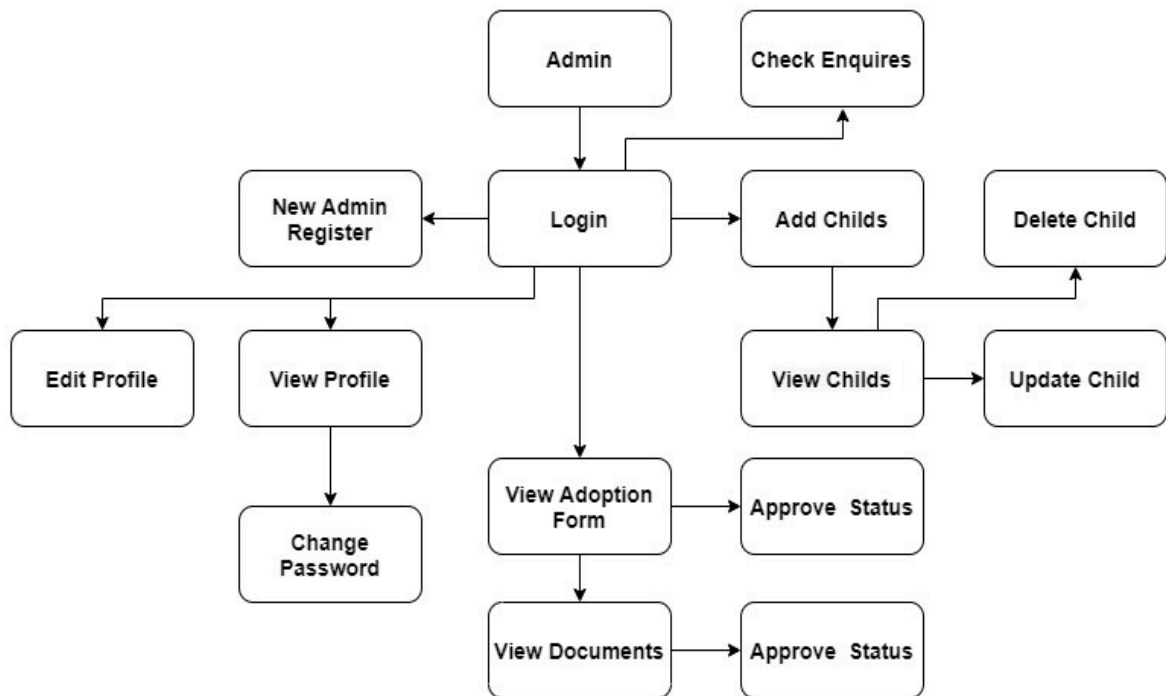 Admin
Check Enquires
New Admin
Register
Login
Add Childs
Delete Child
Edit Profile
View Profile
View Childs
Update Child
View Adoption
Form
Approve  Status
Change
Password
View Documents
Approve  Status